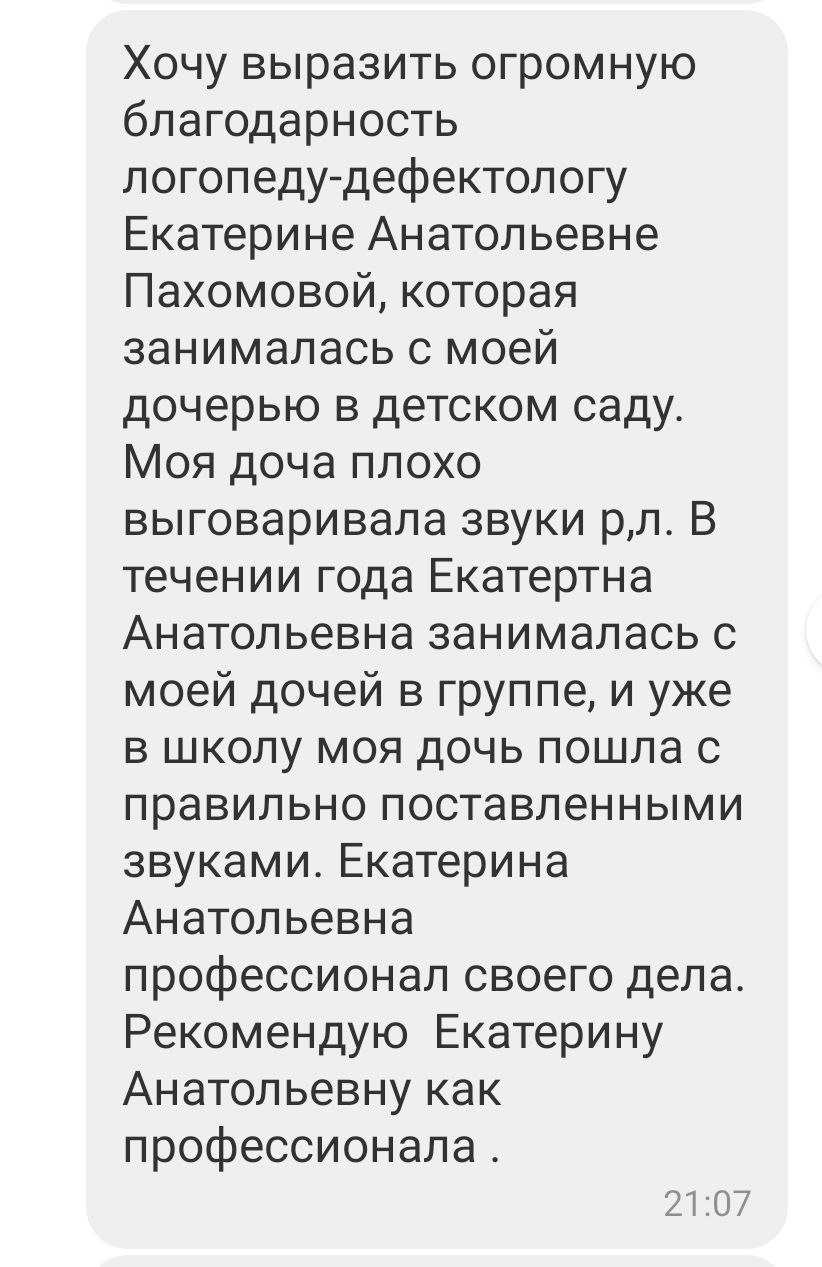 Хочу выразить огромную
благодарность
логопеду-дефектологу
Екатерине Анатольевне
Пахомовой, которая
занималась с моей
дочерью в детском саду.
Моя доча плохо
выговаривала звуки р,л. В
течении года Екатертна
Анатольевна занималась с
моей дочей в группе, и уже
в школу моя дочь пошла с
правильно поставленными
звуками. Екатерина
Анатольевна
профессионал своего дела.
Рекомендую  Екатерину
Анатольевну как
профессионала .
21:07